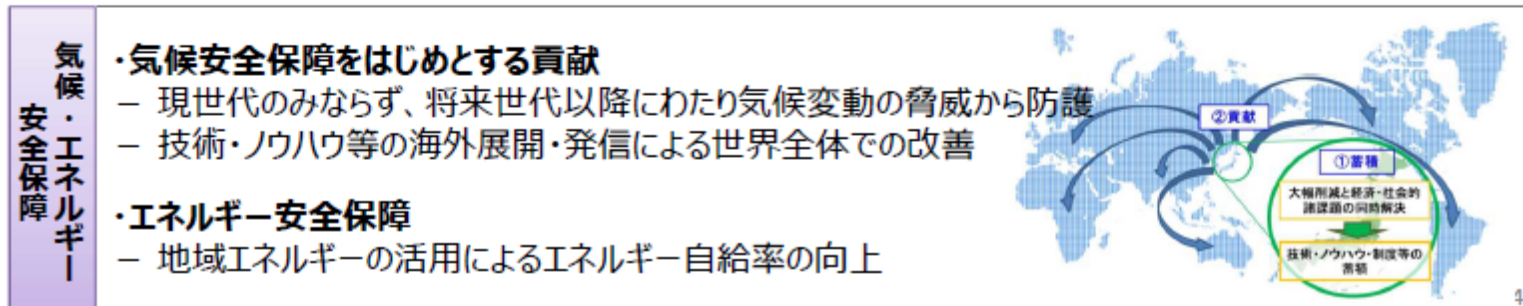 気候・エネルギー
安全保障
・気候安全保障をはじめとする貢献
－ 現世代のみならず、将来世代以降にわたり気候変動の脅威から防護
－ 技術・ノウハウ等の海外展開・発信による世界全体での改善
・エネルギー安全保障
－ 地域エネルギーの活用によるエネルギー自給率の向上
②貢献
①蓄積
大幅削減と経済・社会的
諸課題の同時解決
技術・ノウハウ・制度等の
蓄積